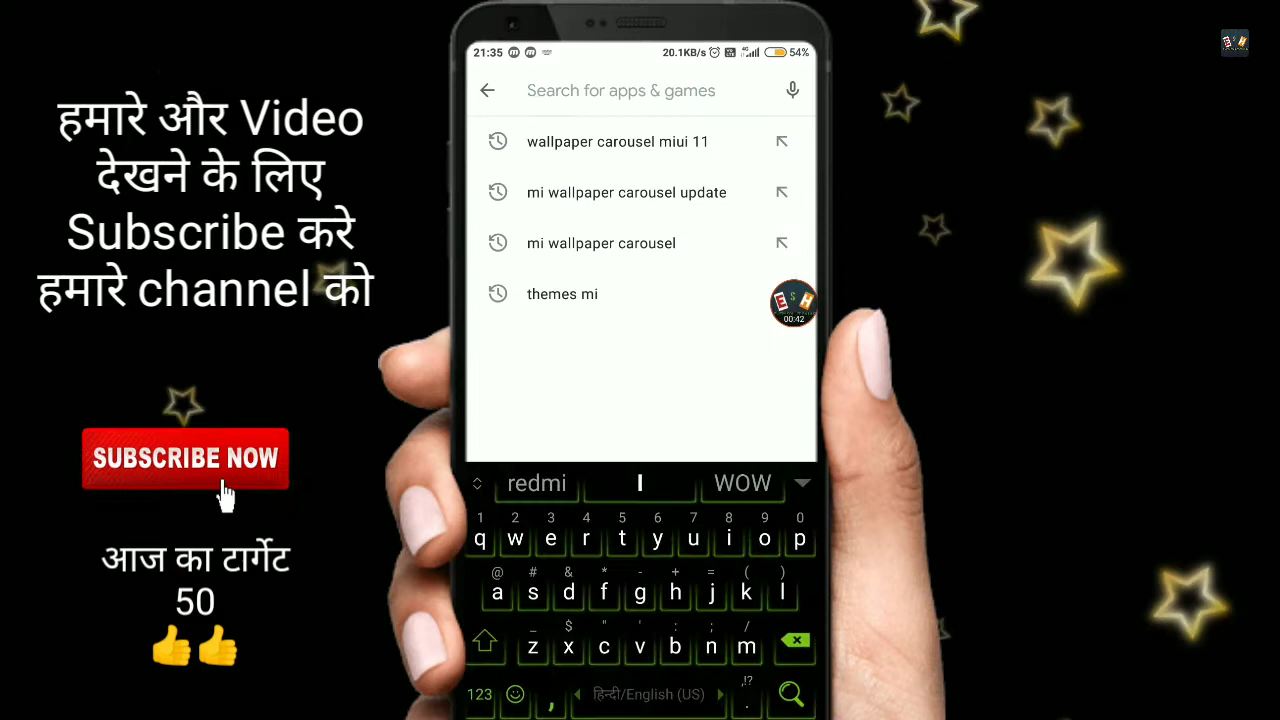 हमारे और Video
देखने के लिए
Subscribe करे
हमारे channel को
SUBSCRIBE NOW
आज का टार्गेट
50
21:35
20.1KB/s
4G
54%
Search for apps & games
wallpaper carousel miui 11
mi wallpaper carousel update
mi wallpaper carousel
themes mi
E $ H
00:42
redmi I WOW
1 2 3 4 5 6 7 8 9 0
q w e r t y u i o p
@ # & * - + = ( )
a s d f g h j k l
_ $ " ' : ; /
z x c v b n m
,!?
123 , हिन्दी/English (US) .